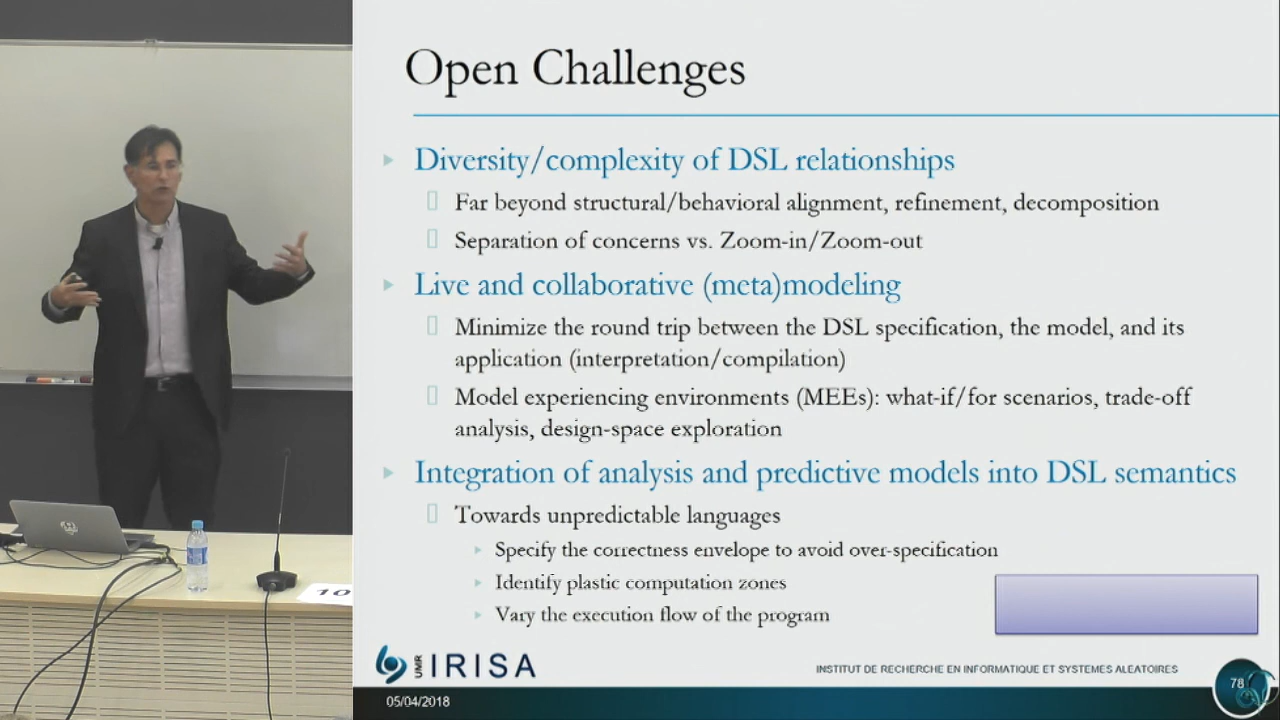 Open Challenges
Diversity/complexity of DSL relationships
Far beyond structural/behavioral alignment, refinement, decomposition
Separation of concerns vs. Zoom-in/Zoom-out
Live and collaborative (meta)modeling
Minimize the round trip between the DSL specification, the model, and its
application (interpretation/compilation)
Model experiencing environments (MEEs): what-if/for scenarios, trade-off
analysis, design-space exploration
Integration of analysis and predictive models into DSL semantics
Towards unpredictable languages
Specify the correctness envelope to avoid over-specification
Identify plastic computation zones
Vary the execution flow of the program
10
UMR IRISA
INSTITUT DE RECHERCHE EN INFORMATIQUE ET SYSTEMES ALEATOIRES
05/04/2018
78